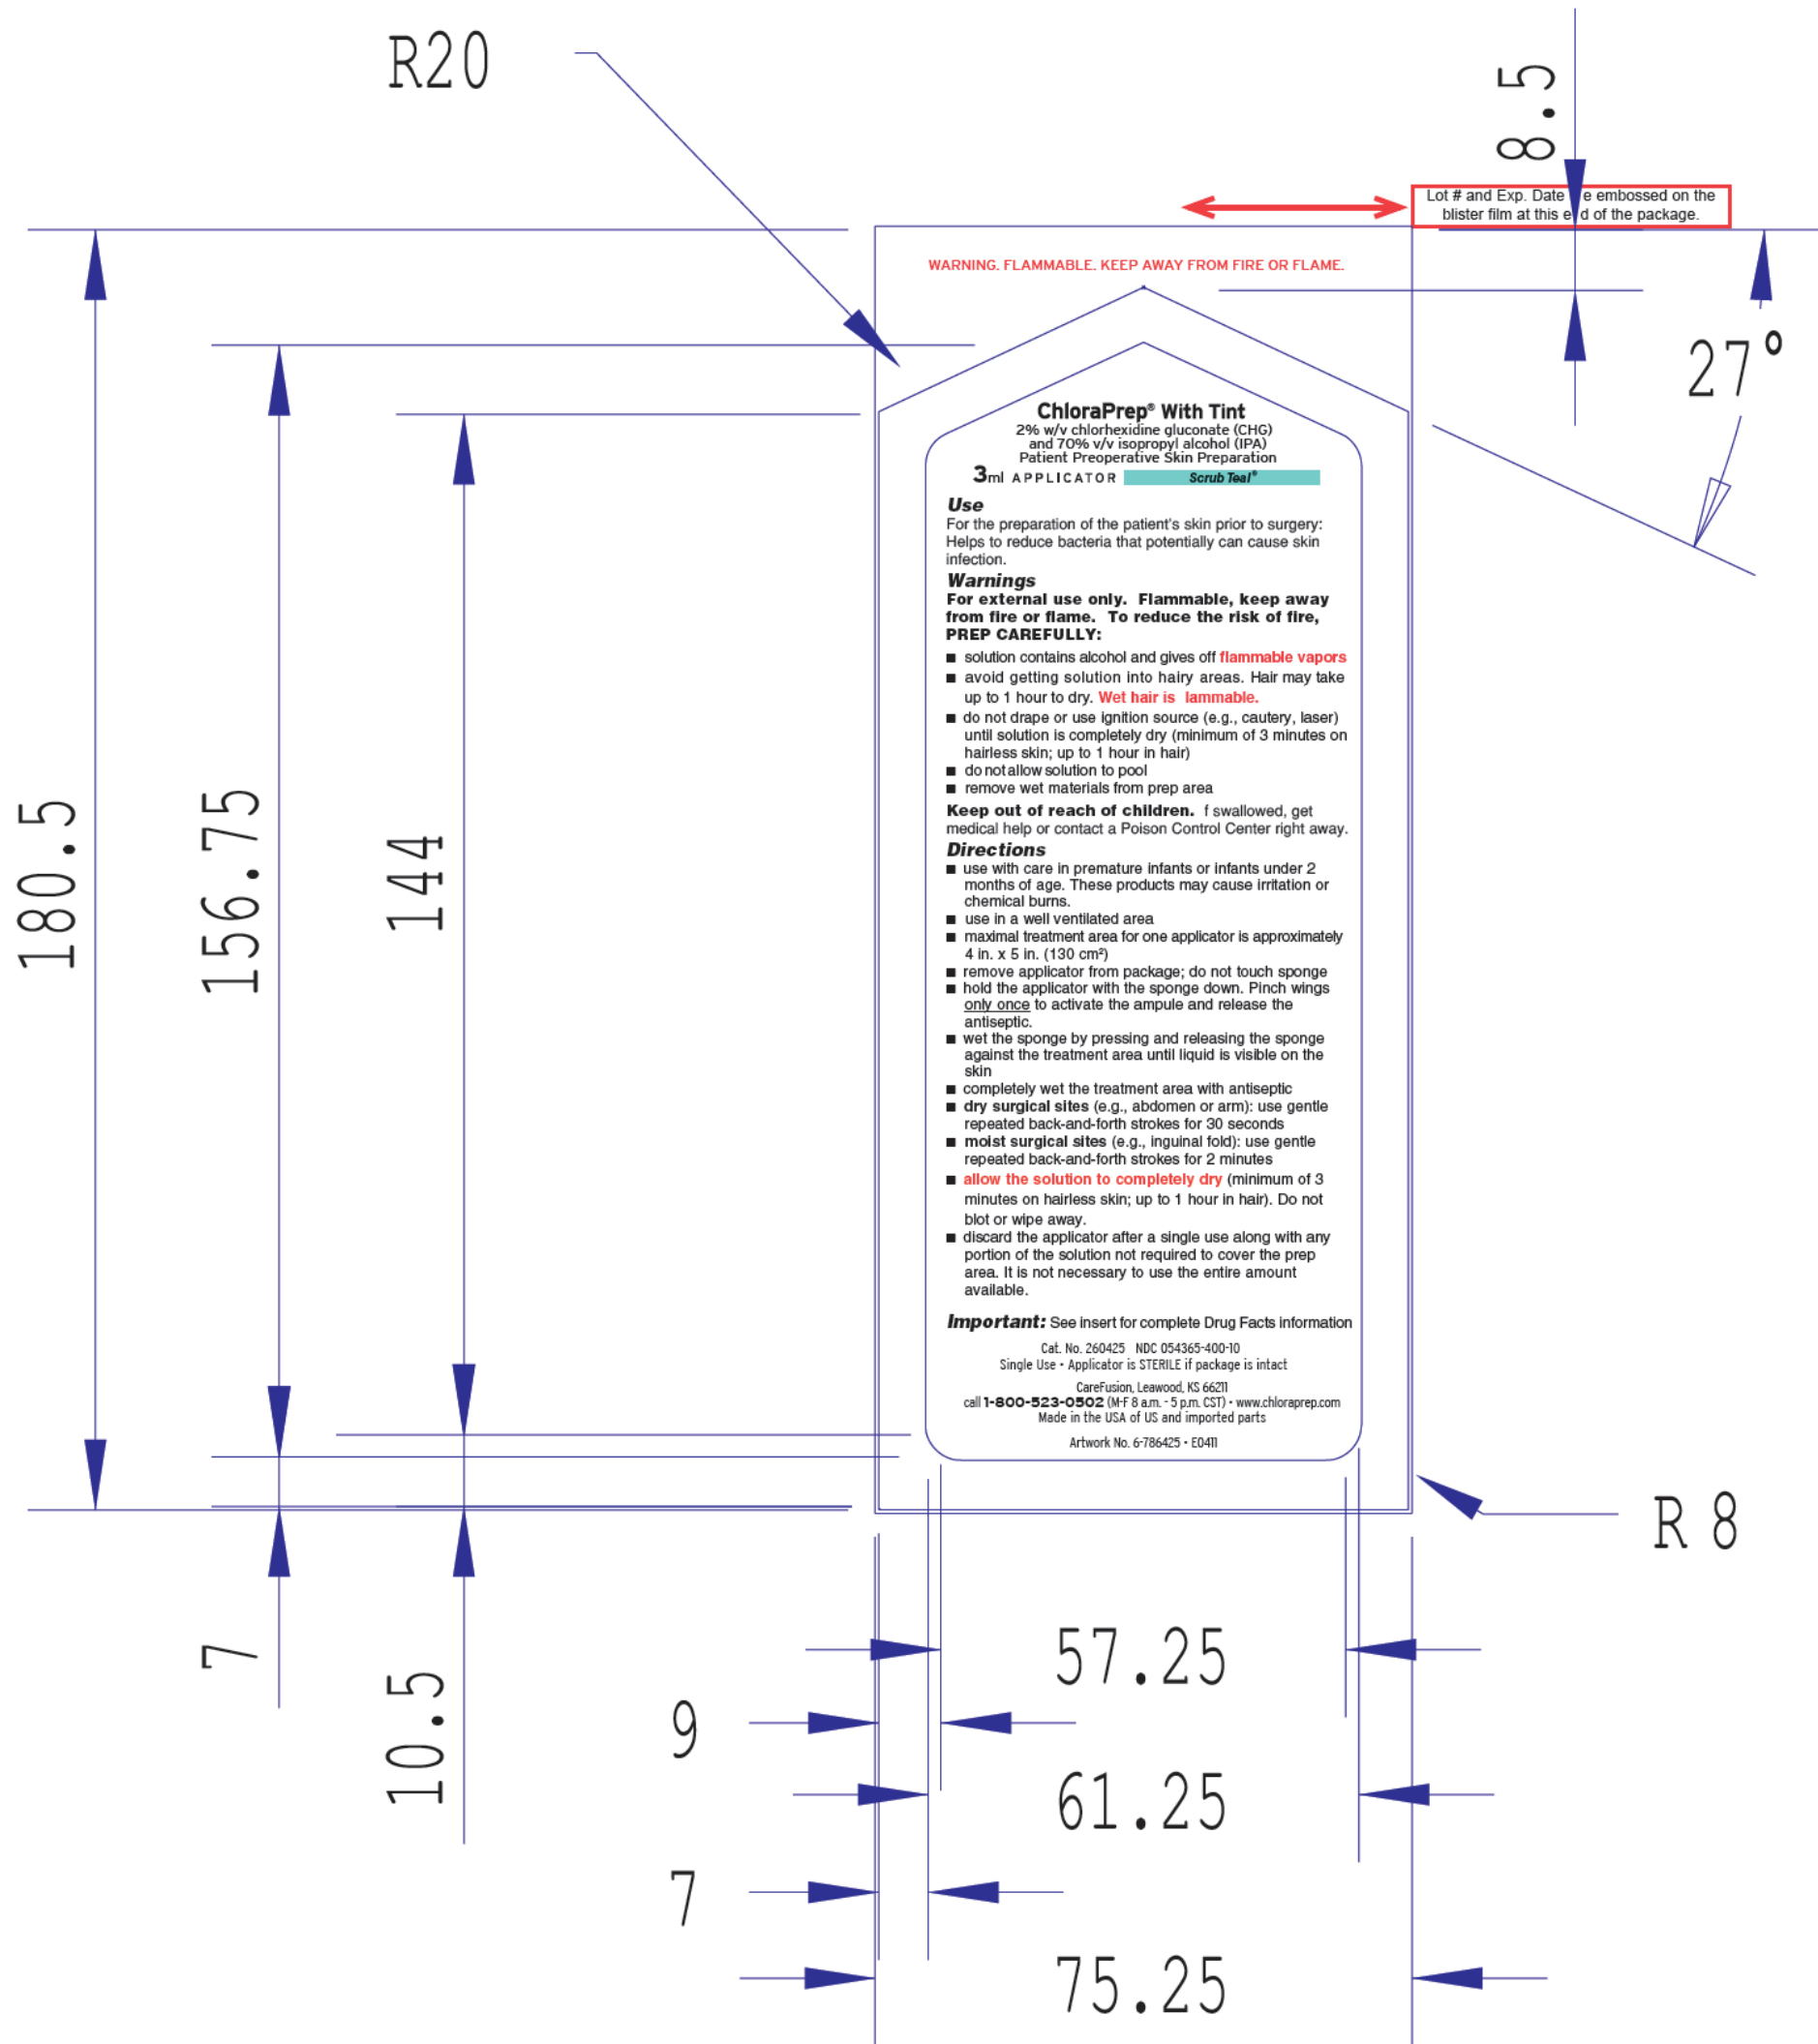 R20
8.5
Lot # and Exp. Date e embossed on the
blister film at this e d of the package.
WARNING. FLAMMABLE. KEEP AWAY FROM FIRE OR FLAME.
27°
ChloraPrep® With Tint
2% w/v chlorhexidine gluconate (CHG)
and 70% v/v isopropyl alcohol (IPA)
Patient Preoperative Skin Preparation
3ml APPLICATOR Scrub Teal®
Use
For the preparation of the patient's skin prior to surgery:
Helps to reduce bacteria that potentially can cause skin
infection.
Warnings
For external use only. Flammable, keep away
from fire or flame. To reduce the risk of fire,
PREP CAREFULLY:
■ solution contains alcohol and gives off flammable vapors
■ avoid getting solution into hairy areas. Hair may take
up to 1 hour to dry. Wet hair is lammable.
■ do not drape or use ignition source (e.g., cautery, laser)
until solution is completely dry (minimum of 3 minutes on
hairless skin; up to 1 hour in hair)
■ do not allow solution to pool
■ remove wet materials from prep area
Keep out of reach of children. f swallowed, get
medical help or contact a Poison Control Center right away.
Directions
■ use with care in premature infants or infants under 2
months of age. These products may cause irritation or
chemical burns.
■ use in a well ventilated area
■ maximal treatment area for one applicator is approximately
4 in. x 5 in. (130 cm²)
■ remove applicator from package; do not touch sponge
■ hold the applicator with the sponge down. Pinch wings
only once to activate the ampule and release the
antiseptic.
■ wet the sponge by pressing and releasing the sponge
against the treatment area until liquid is visible on the
skin
■ completely wet the treatment area with antiseptic
■ dry surgical sites (e.g., abdomen or arm): use gentle
repeated back-and-forth strokes for 30 seconds
■ moist surgical sites (e.g., inguinal fold): use gentle
repeated back-and-forth strokes for 2 minutes
■ allow the solution to completely dry (minimum of 3
minutes on hairless skin; up to 1 hour in hair). Do not
blot or wipe away.
■ discard the applicator after a single use along with any
portion of the solution not required to cover the prep
area. It is not necessary to use the entire amount
available.
Important: See insert for complete Drug Facts information
Cat. No. 260425 NDC 054365-400-10
Single Use • Applicator is STERILE if package is intact
CareFusion, Leawood, KS 66211
call 1-800-523-0502 (M-F 8 a.m. - 5 p.m. CST) • www.chloraprep.com
Made in the USA of US and imported parts
Artwork No. 6-786425 • E0411
180.5
156.75
144
R 8
7
10.5
57.25
9
61.25
7
75.25